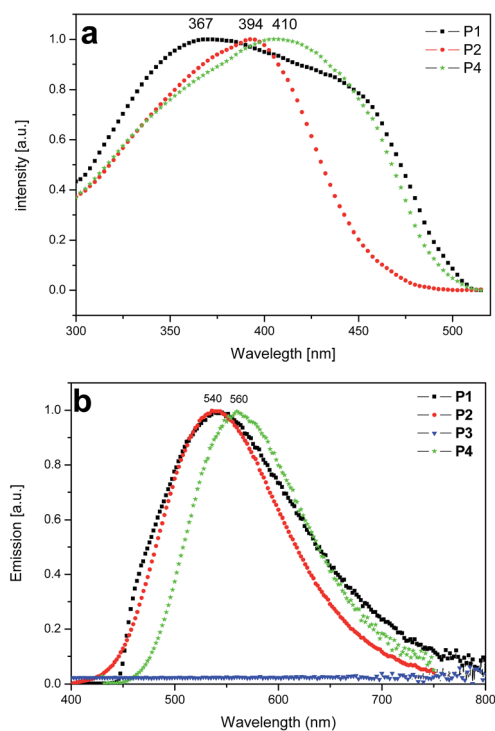 a
367 394 410
P1
P2
P4
1.0
0.8
0.6
0.4
0.2
0.0
intensity [a.u.]
300 350 400 450 500
Wavelegth [nm]
b
540 560
P1
P2
P3
P4
1.0
0.8
0.6
0.4
0.2
0.0
Emission [a.u.]
400 500 600 700 800
Wavelength (nm)